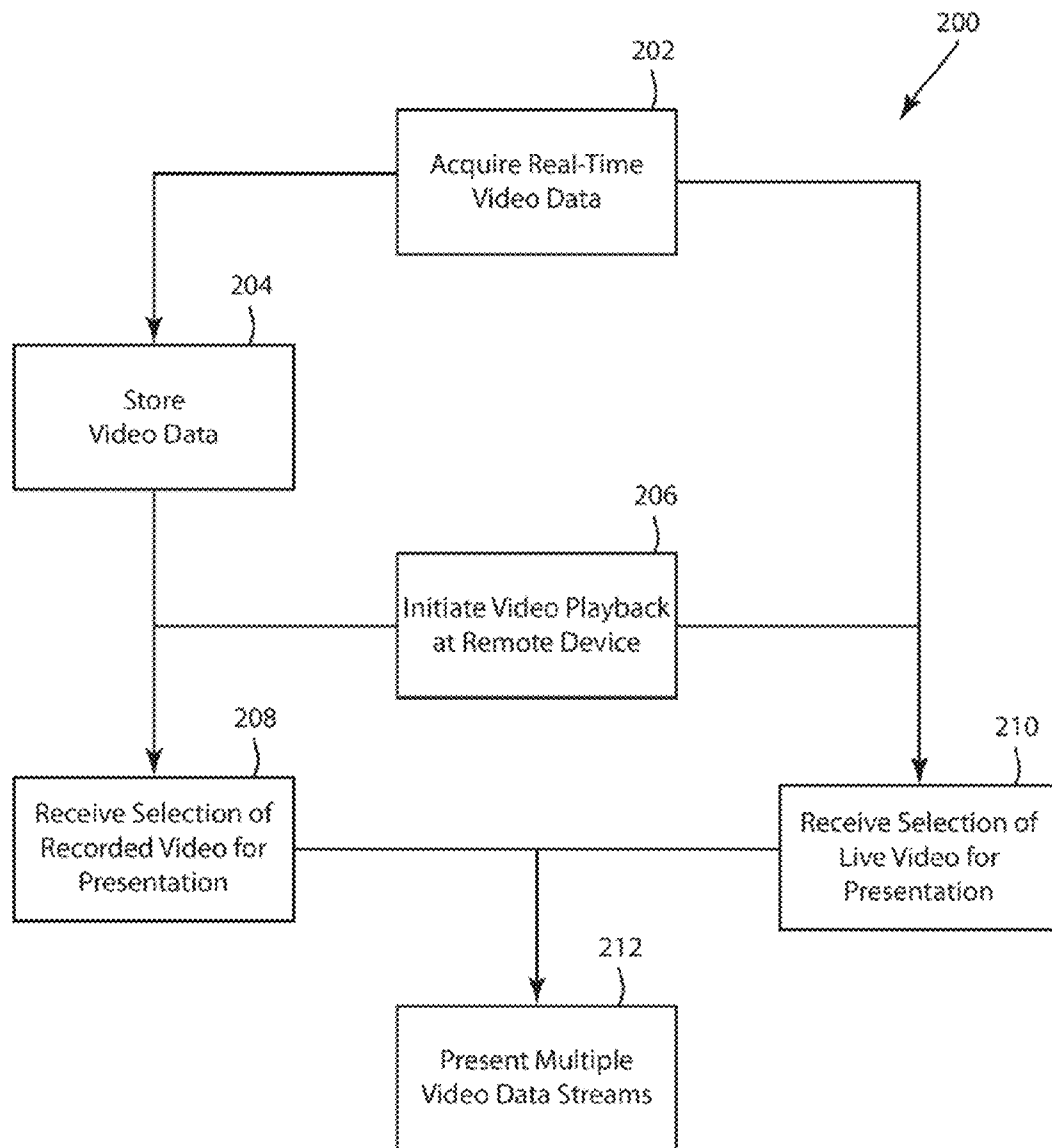 200
202
Acquire Real-Time
Video Data
204
Store
Video Data
206
Initiate Video Playback
at Remote Device
208
Receive Selection of
Recorded Video for
Presentation
210
Receive Selection of
Live Video for
Presentation
212
Present Multiple
Video Data Streams